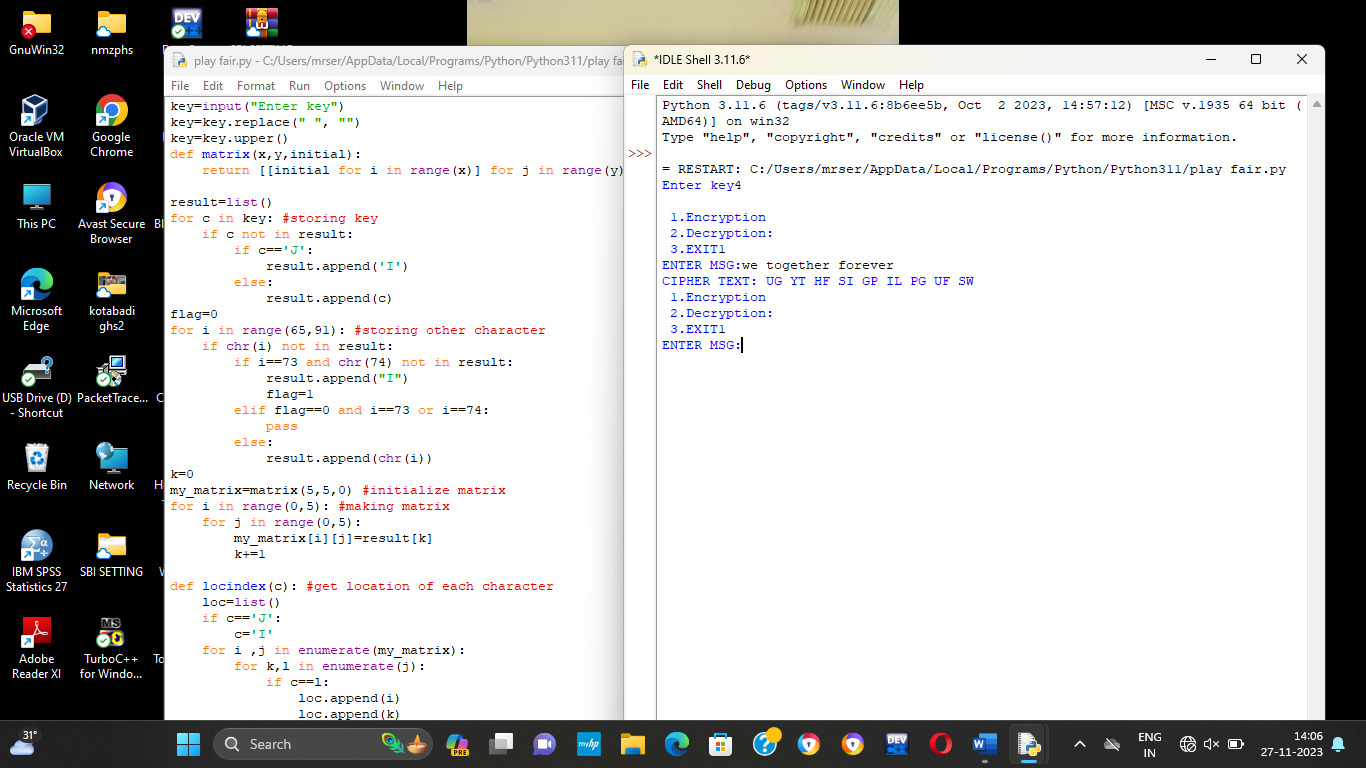 GnuWin32
nmzphs
Oracle VM
VirtualBox
Google
Chrome
This PC
Avast Secure
Browser
Microsoft
Edge
kotabadi
ghs2
USB Drive (D)
- Shortcut
PacketTrace...
Recycle Bin
Network
IBM SPSS
Statistics 27
SBI SETTING
Adobe
Reader XI
TurboC++
for Windo...
DEV
play fair.py - C:/Users/mrser/AppData/Local/Programs/Python/Python311/play fai
File Edit Format Run Options Window Help
key=input("Enter key")
key=key.replace(" ", "")
key=key.upper()
def matrix(x,y,initial):
    return [[initial for i in range(x)] for j in range(y)
result=list()
for c in key: #storing key
    if c not in result:
        if c=='J':
            result.append('I')
        else:
            result.append(c)
flag=0
for i in range(65,91): #storing other character
    if chr(i) not in result:
        if i==73 and chr(74) not in result:
            result.append("I")
            flag=1
        elif flag==0 and i==73 or i==74:
            pass
        else:
            result.append(chr(i))
k=0
my_matrix=matrix(5,5,0) #initialize matrix
for i in range(0,5): #making matrix
    for j in range(0,5):
        my_matrix[i][j]=result[k]
        k+=1
def locindex(c): #get location of each character
    loc=list()
    if c=='J':
        c='I'
    for i ,j in enumerate(my_matrix):
        for k,l in enumerate(j):
            if c==l:
                loc.append(i)
                loc.append(k)
*IDLE Shell 3.11.6*
File Edit Shell Debug Options Window Help
Python 3.11.6 (tags/v3.11.6:8b6ee5b, Oct  2 2023, 14:57:12) [MSC v.1935 64 bit (
AMD64)] on win32
Type "help", "copyright", "credits" or "license()" for more information.
>>>
= RESTART: C:/Users/mrser/AppData/Local/Programs/Python/Python311/play fair.py
Enter key4
 1.Encryption
 2.Decryption:
 3.EXIT1
ENTER MSG:we together forever
CIPHER TEXT: UG YT HF SI GP IL PG UF SW
 1.Encryption
 2.Decryption:
 3.EXIT1
ENTER MSG:
31°
Search
PRE
myhp
DEV
ENG
IN
14:06
27-11-2023